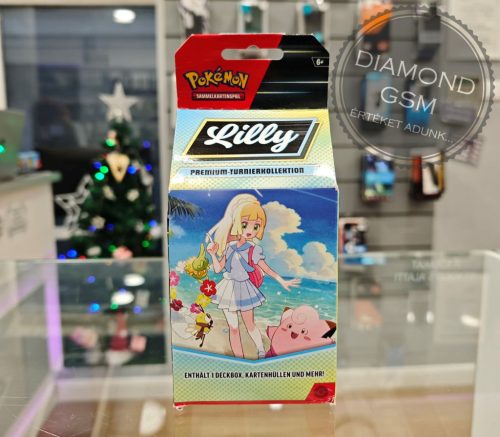 POKéMON
SAMMELKARTENSPIEL
6+
Lilly
PREMIUM-TURNIERKOLLEKTION
ENTHÄLT 1 DECKBOX, KARTENHÜLLEN UND MEHR!
DIAMOND
GSM
ÉRTÉKET ADUNK...